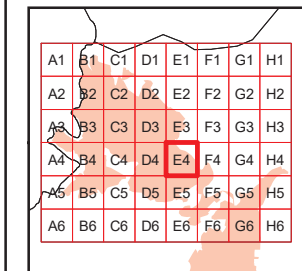 A1 B1 C1 D1 E1 F1 G1 H1
A2 B2 C2 D2 E2 F2 G2 H2
A3 B3 C3 D3 E3 F3 G3 H3
A4 B4 C4 D4 E4 F4 G4 H4
A5 B5 C5 D5 E5 F5 G5 H5
A6 B6 C6 D6 E6 F6 G6 H6